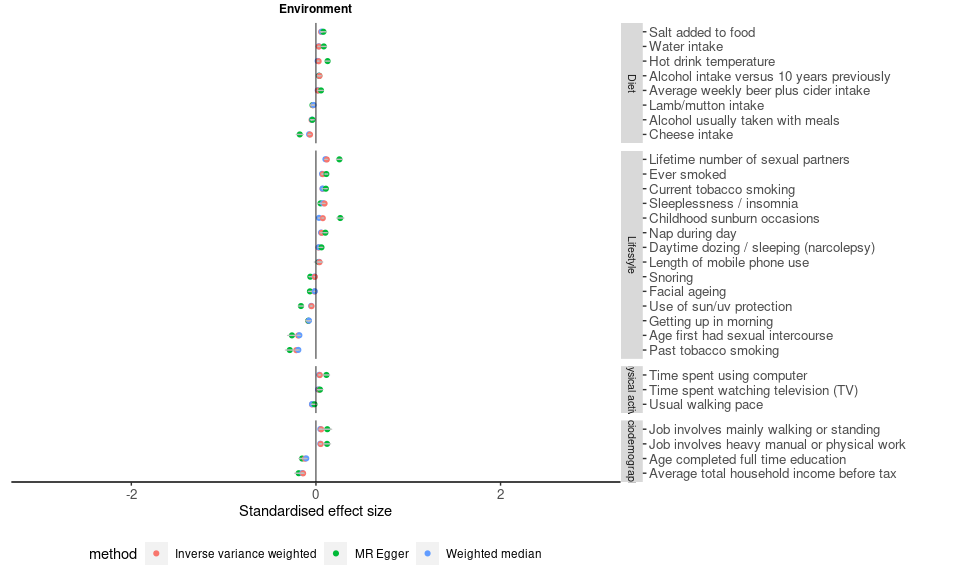 Environment
Salt added to food
Water intake
Hot drink temperature
Alcohol intake versus 10 years previously
Average weekly beer plus cider intake
Lamb/mutton intake
Alcohol usually taken with meals
Cheese intake
Diet
Lifetime number of sexual partners
Ever smoked
Current tobacco smoking
Sleeplessness / insomnia
Childhood sunburn occasions
Nap during day
Daytime dozing / sleeping (narcolepsy)
Length of mobile phone use
Snoring
Facial ageing
Use of sun/uv protection
Getting up in morning
Age first had sexual intercourse
Past tobacco smoking
Lifestyle
Time spent using computer
Time spent watching television (TV)
Usual walking pace
ysical activ
Job involves mainly walking or standing
Job involves heavy manual or physical work
Age completed full time education
Average total household income before tax
iodemograp
-2 0 2
Standardised effect size
method Inverse variance weighted MR Egger Weighted median